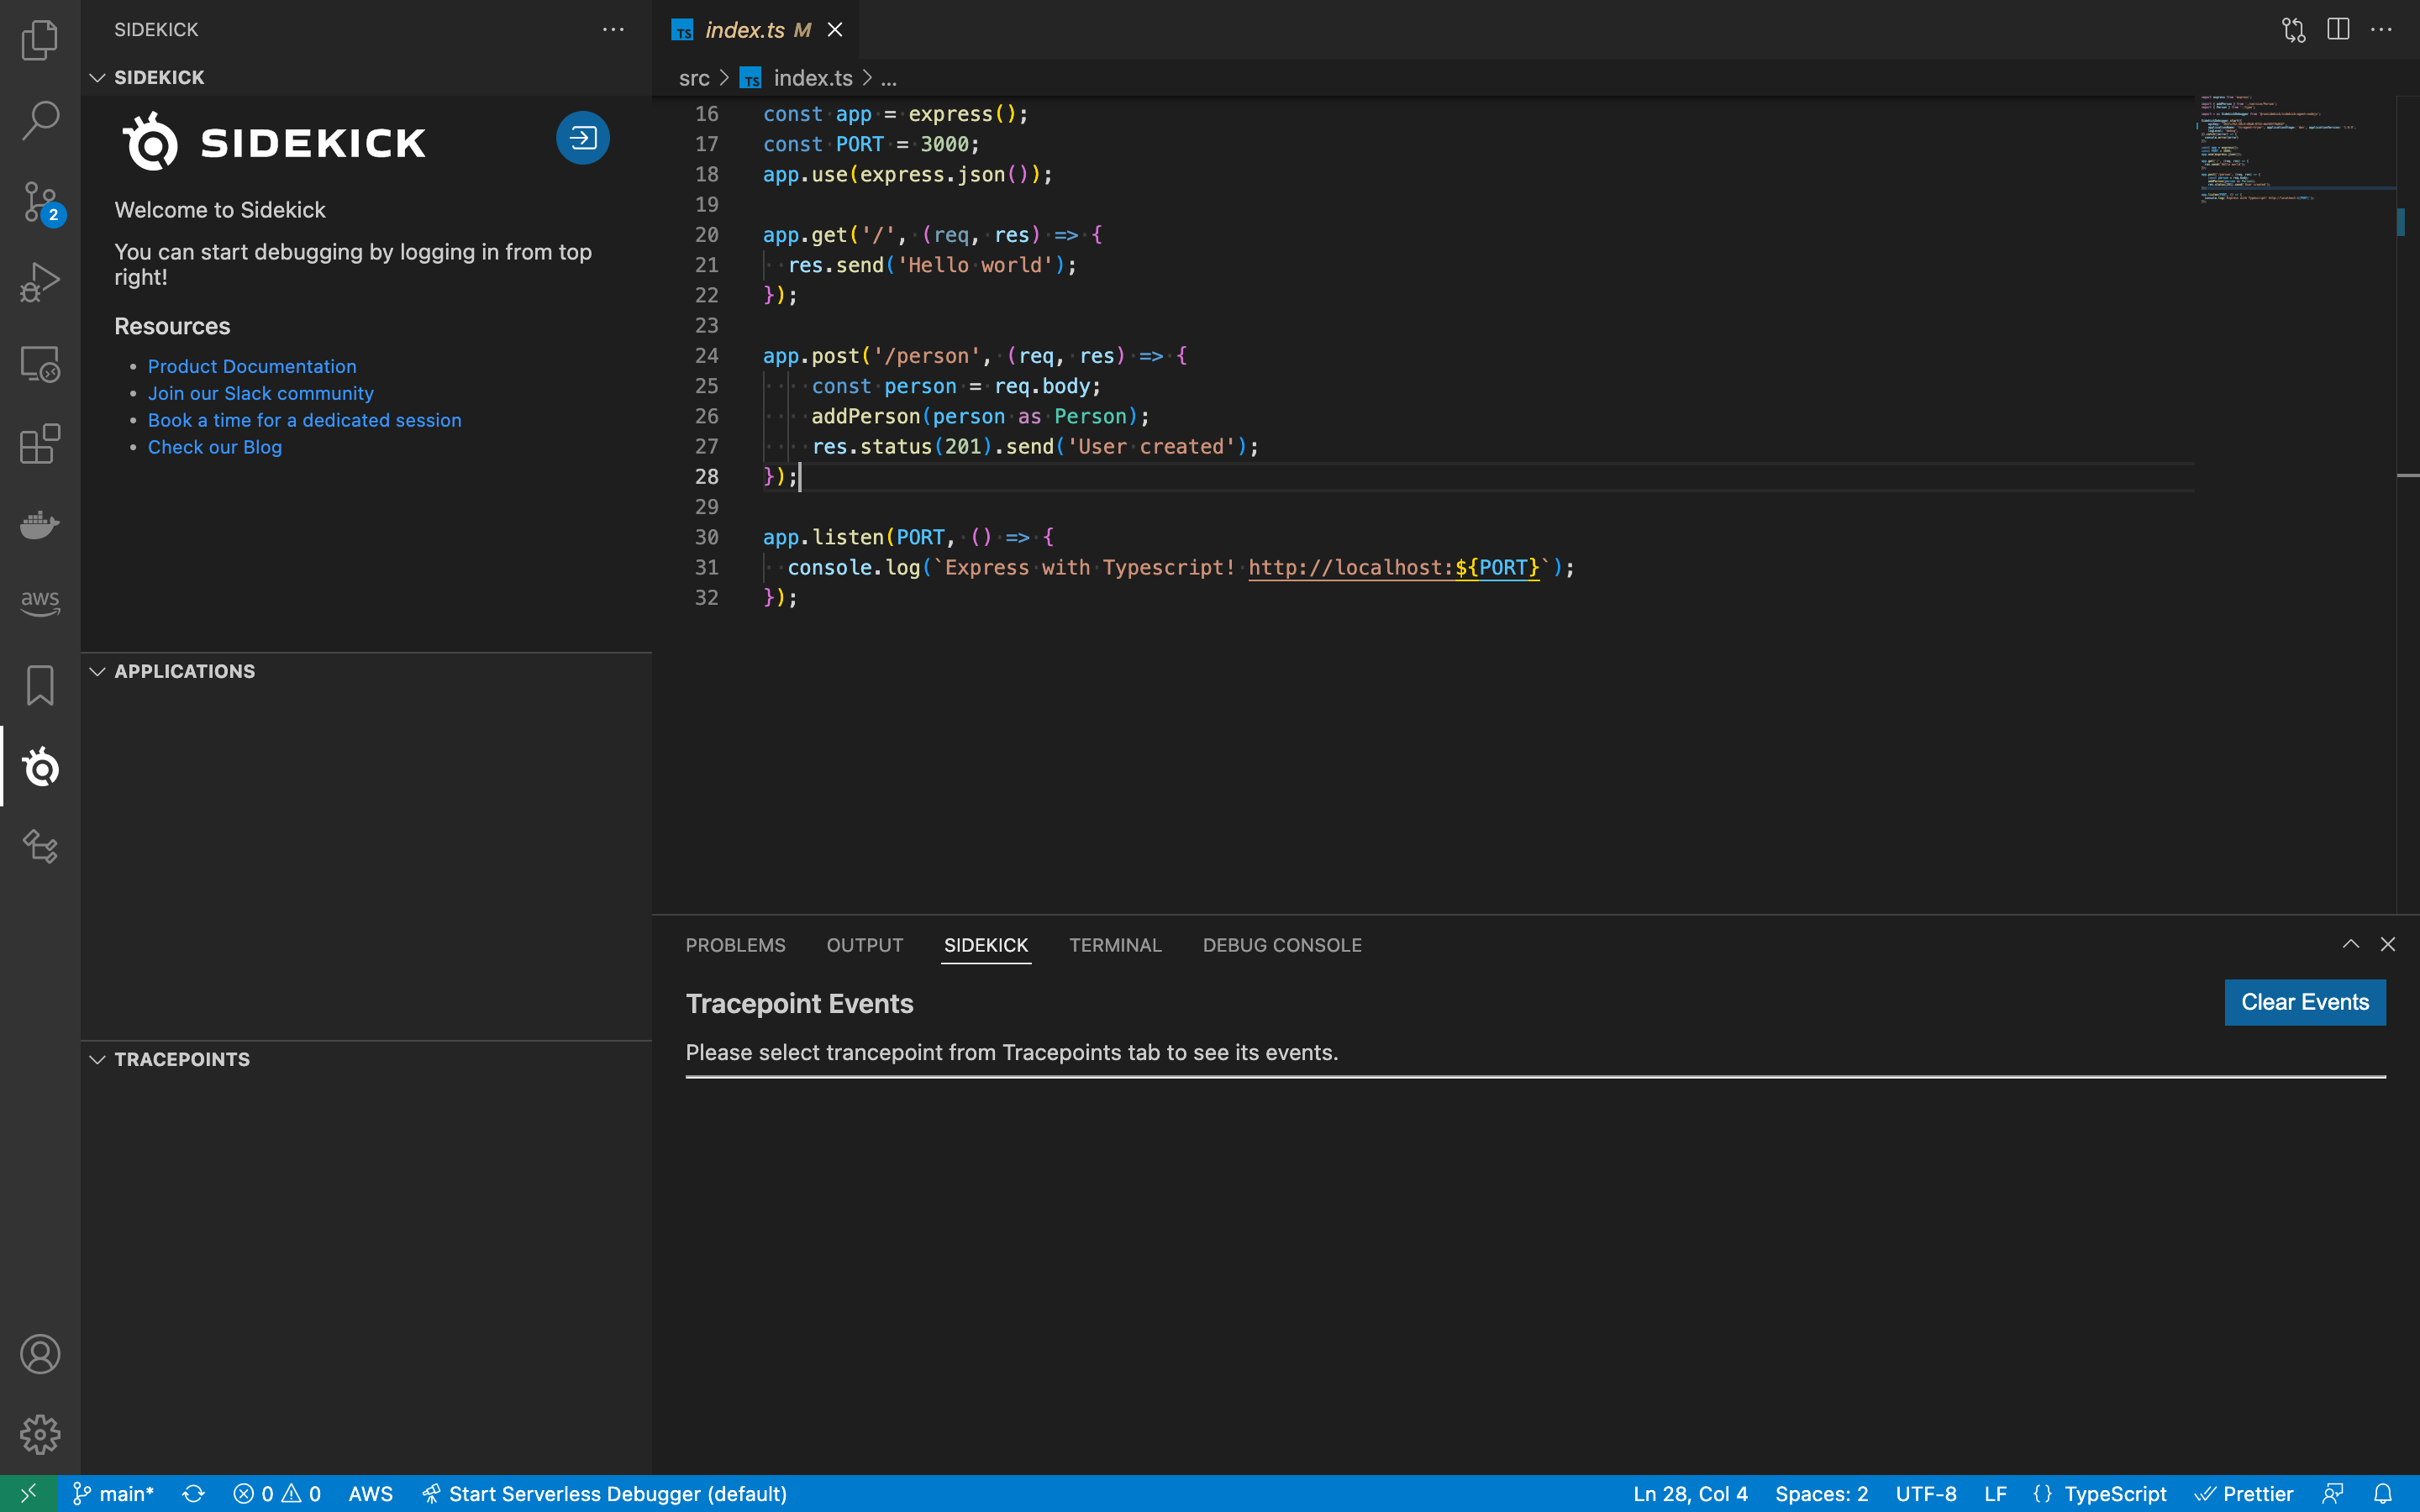 SIDEKICK
SIDEKICK
SIDEKICK
Welcome to Sidekick
You can start debugging by logging in from top
right!
Resources
• Product Documentation
• Join our Slack community
• Book a time for a dedicated session
• Check our Blog
2
aws
APPLICATIONS
TRACEPOINTS
TS index.ts M
src > TS index.ts > ...
16 const app = express();
17 const PORT = 3000;
18 app.use(express.json());
19
20 app.get('/', (req, res) => {
21   res.send('Hello world');
22 });
23
24 app.post('/person', (req, res) => {
25     const person = req.body;
26     addPerson(person as Person);
27     res.status(201).send('User created');
28 });
29
30 app.listen(PORT, () => {
31   console.log(`Express with Typescript! http://localhost:${PORT}`);
32 });
PROBLEMS OUTPUT SIDEKICK TERMINAL DEBUG CONSOLE
Tracepoint Events
Clear Events
Please select trancepoint from Tracepoints tab to see its events.
main* 0 0 AWS Start Serverless Debugger (default) Ln 28, Col 4 Spaces: 2 UTF-8 LF {} TypeScript Prettier